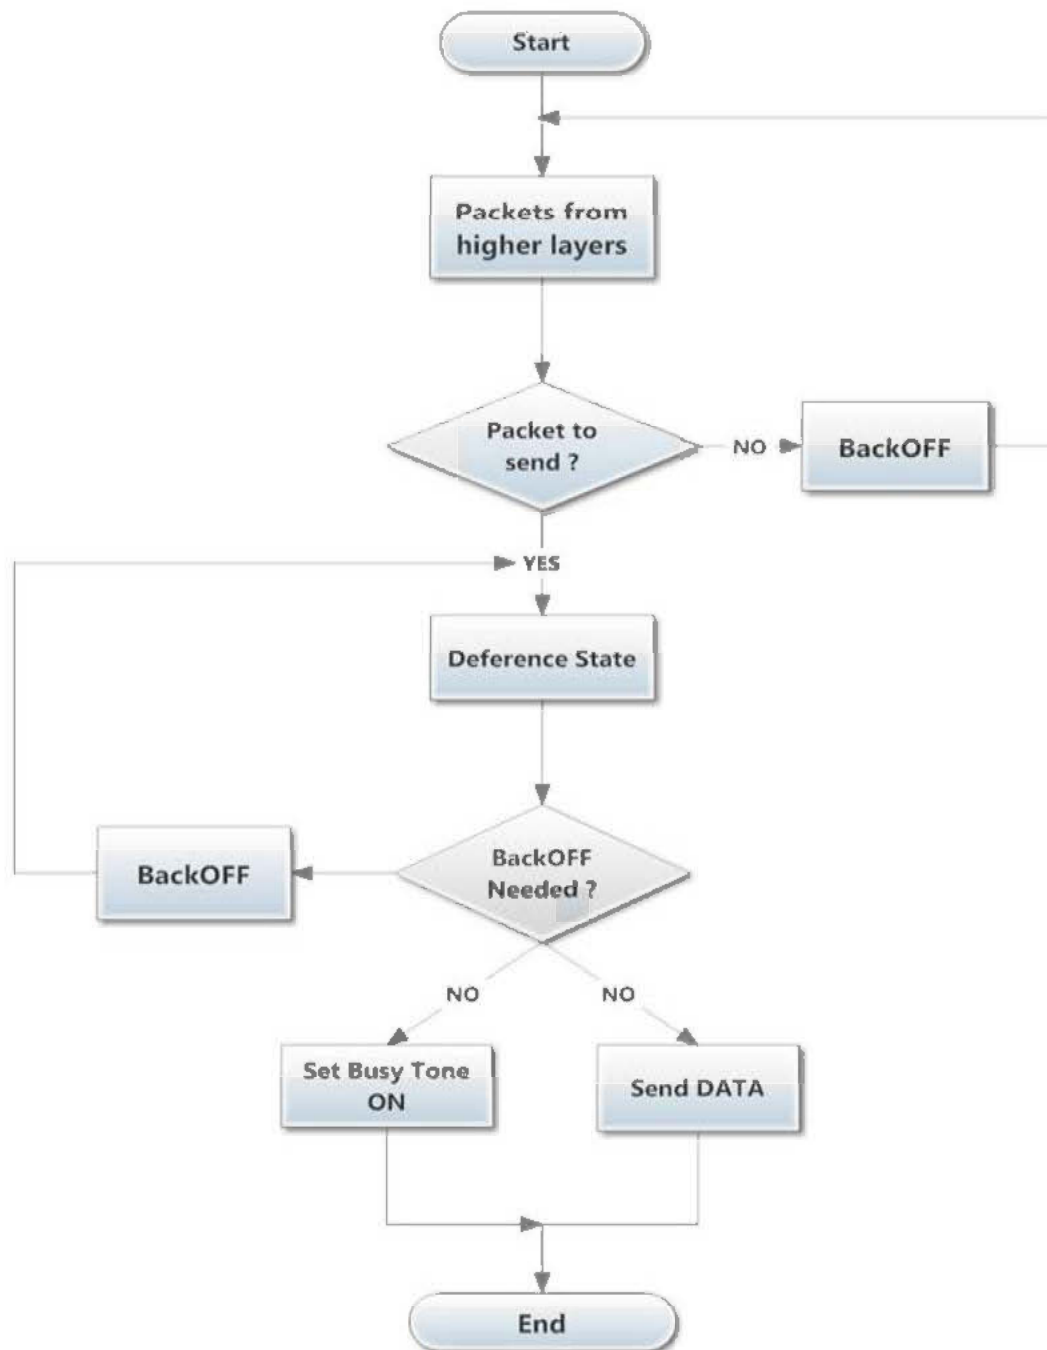 Start
Packets from
higher layers
Packet to
send ?
NO
BackOFF
YES
Deference State
BackOFF
Needed ?
BackOFF
NO
NO
Set Busy Tone
ON
Send DATA
End